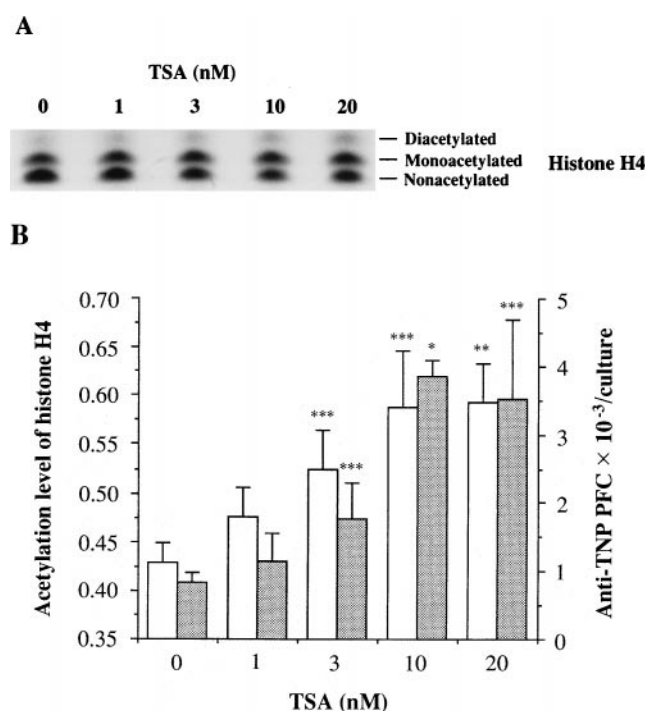 A
TSA (nM)
0 1 3 10 20
Diacetylated
Monoacetylated
Nonacetylated
Histone H4
B
Acetylation level of histone H4
0.70
0.65
0.60
0.55
0.50
0.45
0.40
0.35
*** *** *** * ** ***
5
4
3
2
1
0
Anti-TNP PFC × 10⁻³/culture
0 1 3 10 20
TSA (nM)